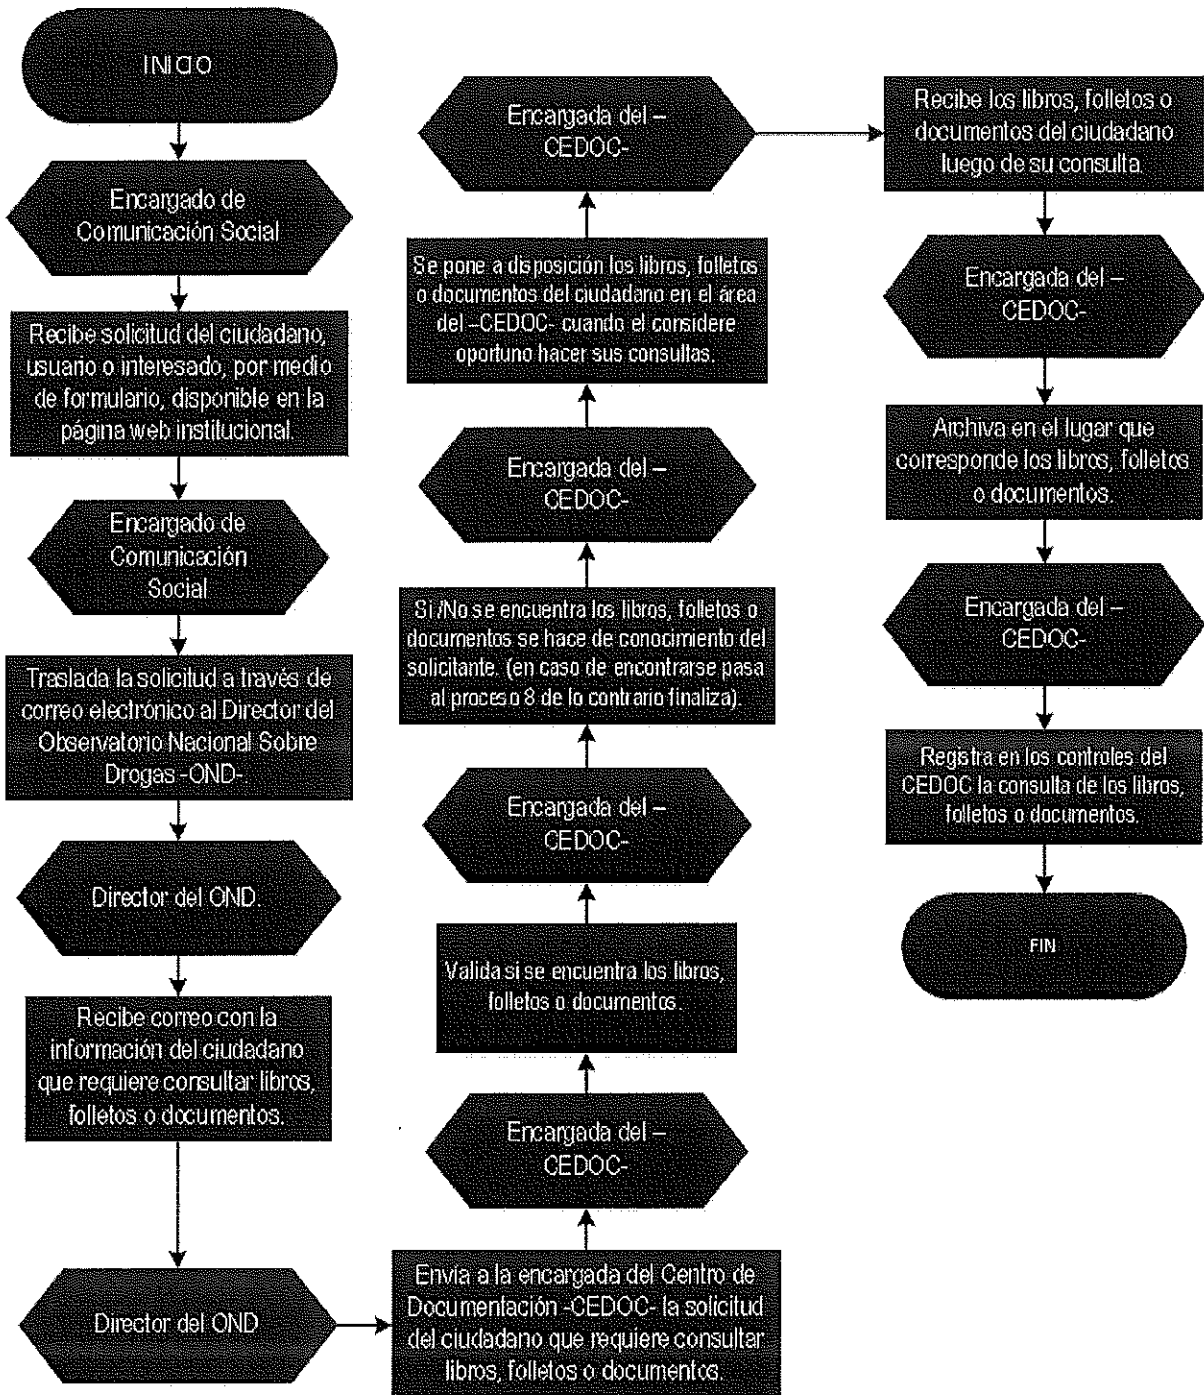 INICIO
Encargado de
Comunicación Social
Recibe solicitud del ciudadano,
usuario o interesado, por medio
de formulario, disponible en la
página web institucional.
Encargado de
Comunicación
Social
Traslada la solicitud a través de
correo electrónico al Director del
Observatorio Nacional Sobre
Drogas -OND-
Director del OND.
Recibe correo con la
información del ciudadano
que requiere consultar libros,
folletos o documentos.
Director del OND
Envía a la encargada del Centro de
Documentación -CEDOC- la solicitud
del ciudadano que requiere consultar
libros, folletos o documentos.
Encargada del –
CEDOC-
Valida si se encuentra los libros,
folletos o documentos.
Encargada del –
CEDOC-
Si /No se encuentra los libros, folletos o
documentos se hace de conocimiento del
solicitante. (en caso de encontrarse pasa
al proceso 8 de lo contrario finaliza).
Encargada del –
CEDOC-
Se pone a disposición los libros, folletos
o documentos del ciudadano en el área
del –CEDOC- cuando el considere
oportuno hacer sus consultas.
Encargada del –
CEDOC-
Recibe los libros, folletos o
documentos del ciudadano
luego de su consulta.
Encargada del –
CEDOC-
Archiva en el lugar que
corresponde los libros, folletos
o documentos.
Encargada del –
CEDOC-
Registra en los controles del
CEDOC la consulta de los libros,
folletos o documentos.
FIN